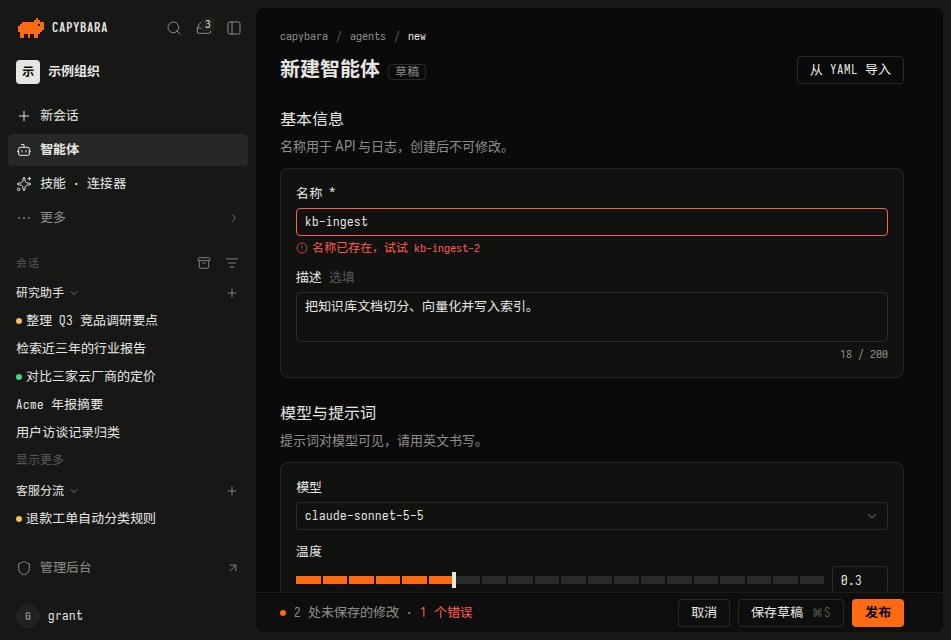 CAPYBARA
3
示 示例组织
新会话
智能体
技能 · 连接器
更多
会话
研究助手
整理 Q3 竞品调研要点
检索近三年的行业报告
对比三家云厂商的定价
Acme 年报摘要
用户访谈记录归类
显示更多
客服分流
退款工单自动分类规则
管理后台
G grant
capybara / agents / new
新建智能体 草稿
从 YAML 导入
基本信息
名称用于 API 与日志，创建后不可修改。
名称 *
kb-ingest
名称已存在，试试 kb-ingest-2
描述 选填
把知识库文档切分、向量化并写入索引。
18 / 200
模型与提示词
提示词对模型可见，请用英文书写。
模型
claude-sonnet-5-5
温度
0.3
2 处未保存的修改 · 1 个错误
取消
保存草稿 ⌘S
发布